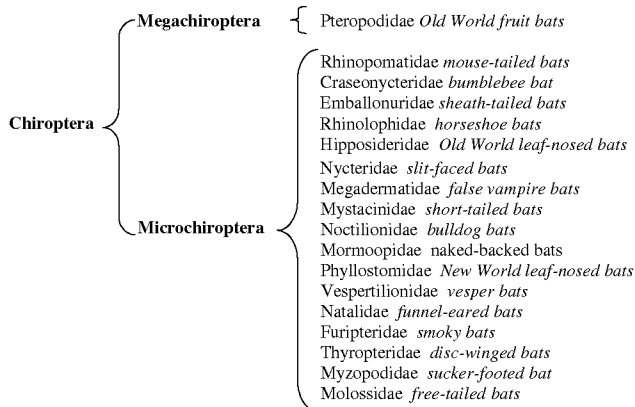 Megachiroptera
Pteropodidae Old World fruit bats
Chiroptera
Microchiroptera
Rhinopomatidae mouse-tailed bats
Craseonycteridae bumblebee bat
Emballonuridae sheath-tailed bats
Rhinolophidae horseshoe bats
Hipposideridae Old World leaf-nosed bats
Nycteridae slit-faced bats
Megadermatidae false vampire bats
Mystacinidae short-tailed bats
Noctilionidae bulldog bats
Mormoopidae naked-backed bats
Phyllostomidae New World leaf-nosed bats
Vespertilionidae vesper bats
Natalidae funnel-eared bats
Furipteridae smoky bats
Thyropteridae disc-winged bats
Myzopodidae sucker-footed bat
Molossidae free-tailed bats